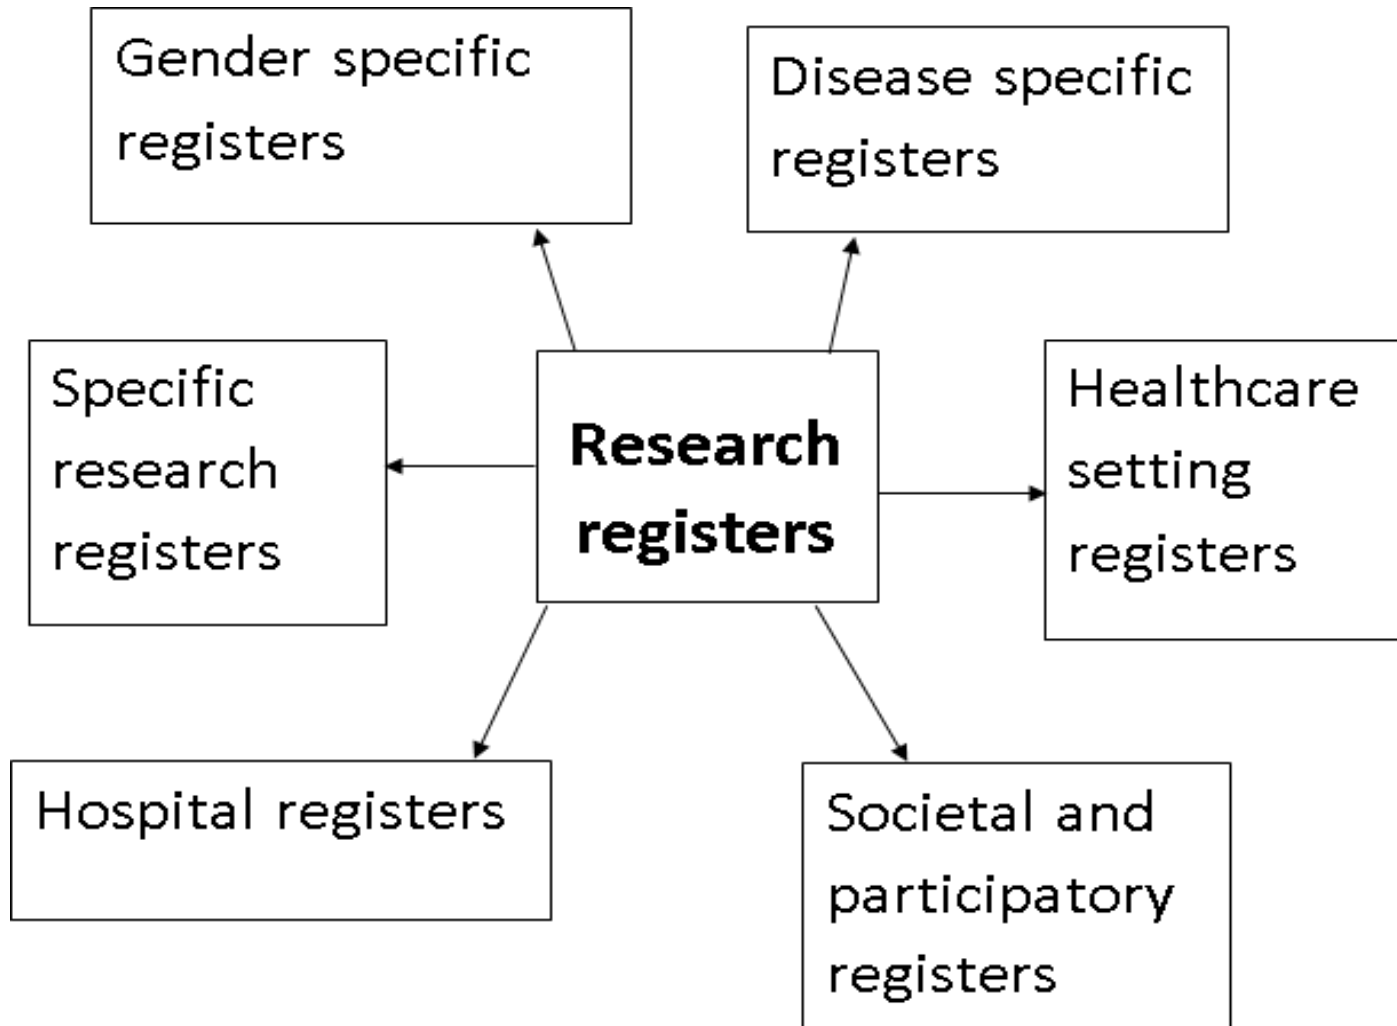 Gender specific
registers
Disease specific
registers
Specific
research
registers
Research
registers
Healthcare
setting
registers
Hospital registers
Societal and
participatory
registers